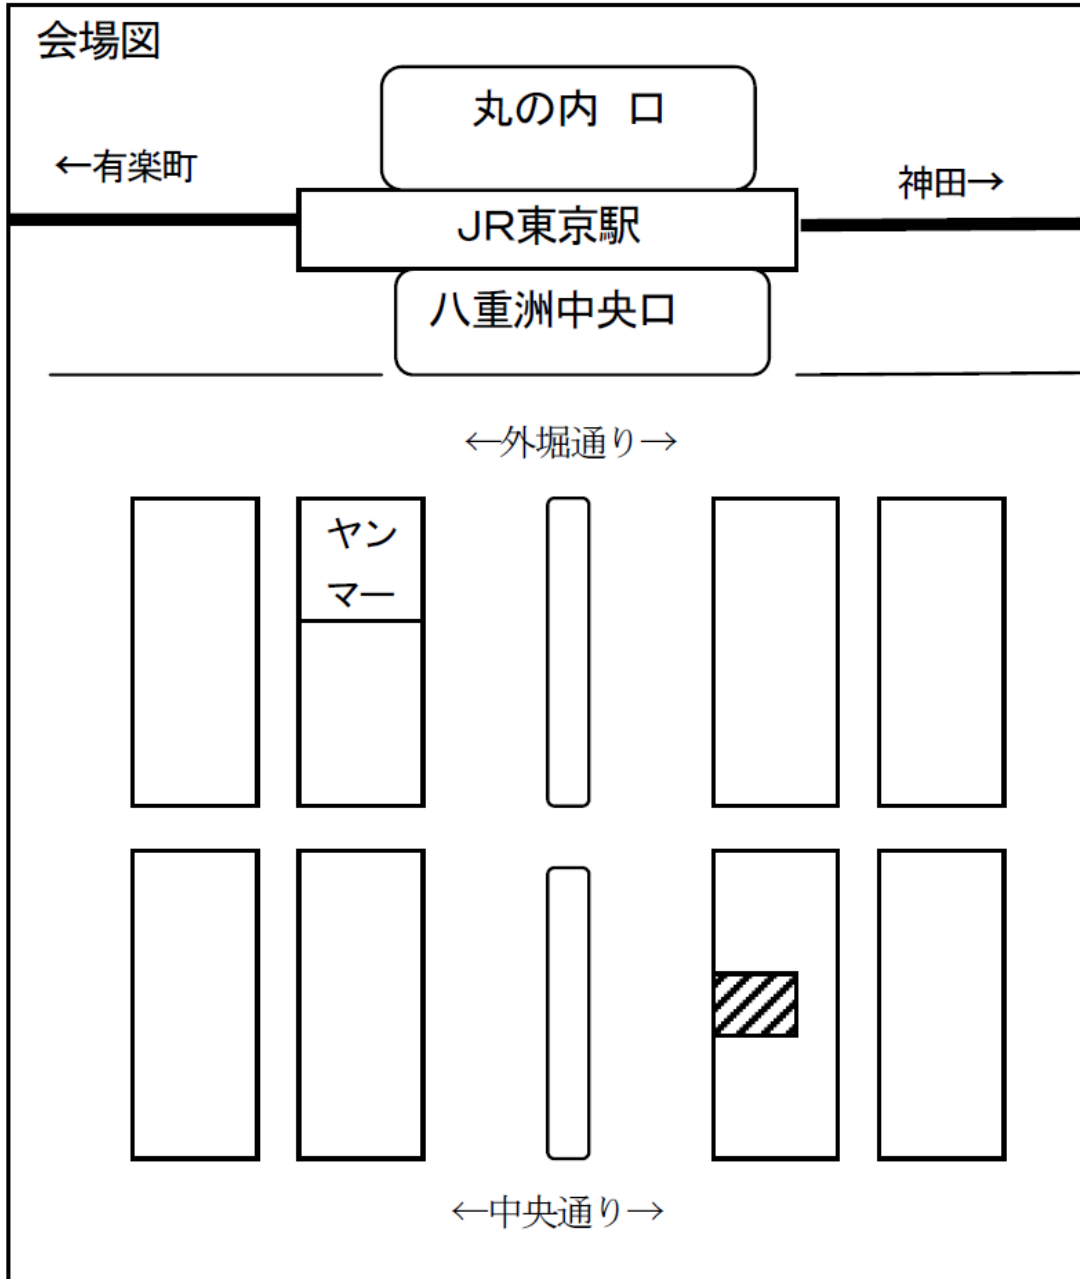 会場図
丸の内 口
←有楽町
神田→
JR東京駅
八重洲中央口
←外堀通り→
ヤン
マー
←中央通り→